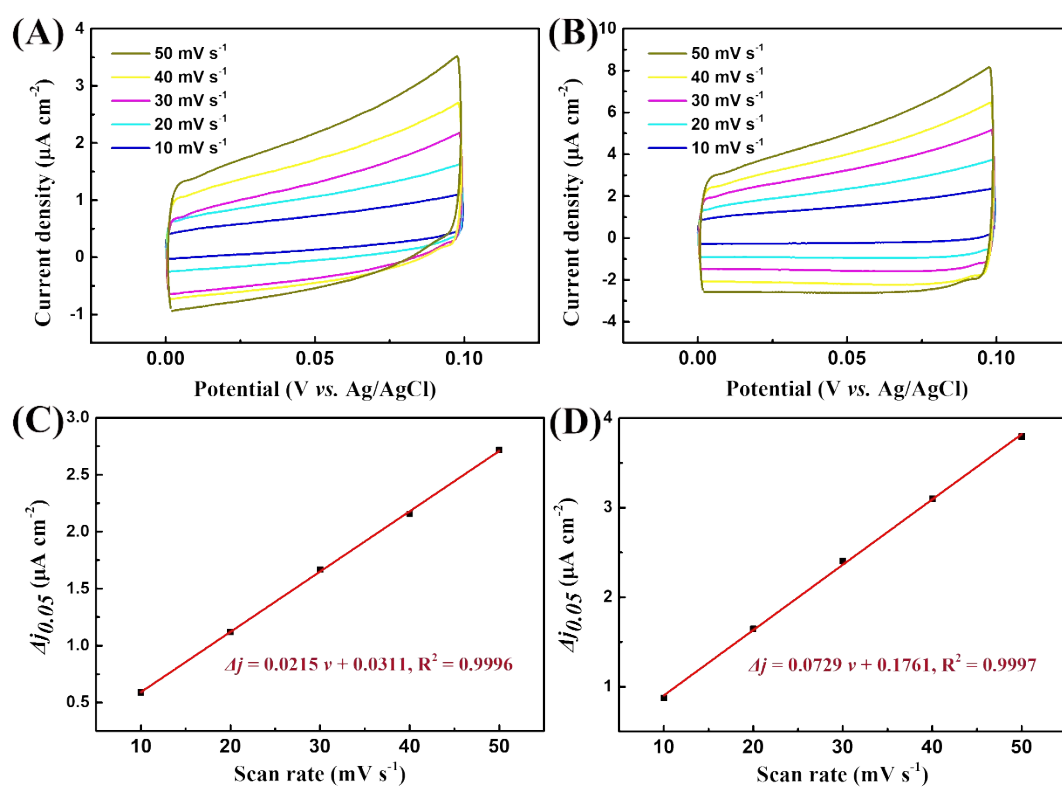 (A)
4
3
2
1
0
-1
50 mV s⁻¹
40 mV s⁻¹
30 mV s⁻¹
20 mV s⁻¹
10 mV s⁻¹
Current density (μA cm⁻²)
0.00 0.05 0.10
Potential (V vs. Ag/AgCl)
(B)
10
8
6
4
2
0
-2
-4
50 mV s⁻¹
40 mV s⁻¹
30 mV s⁻¹
20 mV s⁻¹
10 mV s⁻¹
Current density (μA cm⁻²)
0.00 0.05 0.10
Potential (V vs. Ag/AgCl)
(C)
3.0
2.5
2.0
1.5
1.0
0.5
Δj0.05 (μA cm⁻²)
Δj = 0.0215 v + 0.0311, R² = 0.9996
10 20 30 40 50
Scan rate (mV s⁻¹)
(D)
4
3
2
1
Δj0.05 (μA cm⁻²)
Δj = 0.0729 v + 0.1761, R² = 0.9997
10 20 30 40 50
Scan rate (mV s⁻¹)